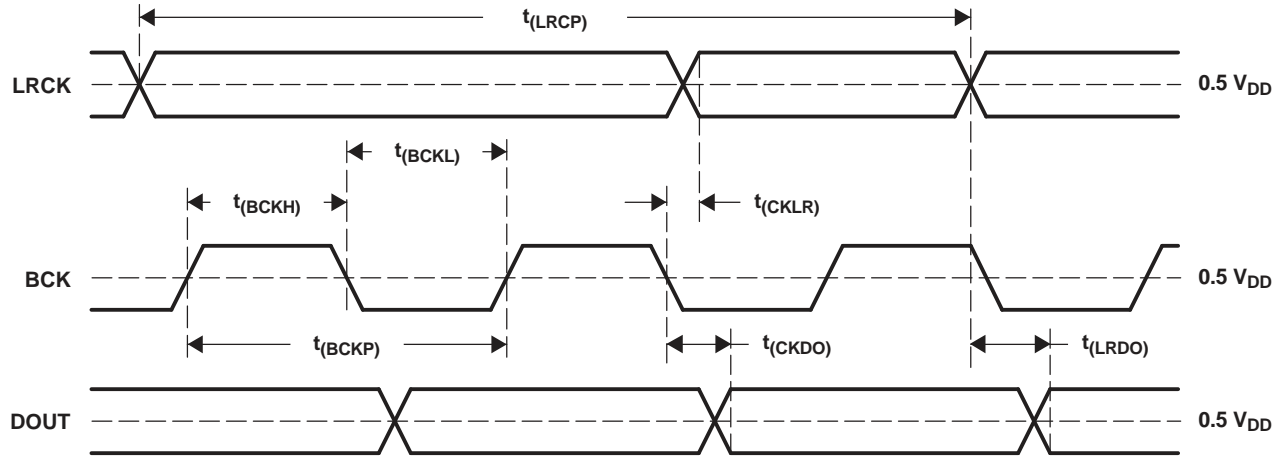 t(LRCP)
LRCK
0.5 VDD
t(BCKL)
t(BCKH)
t(CKLR)
BCK
0.5 VDD
t(BCKP)
t(CKDO)
t(LRDO)
DOUT
0.5 VDD